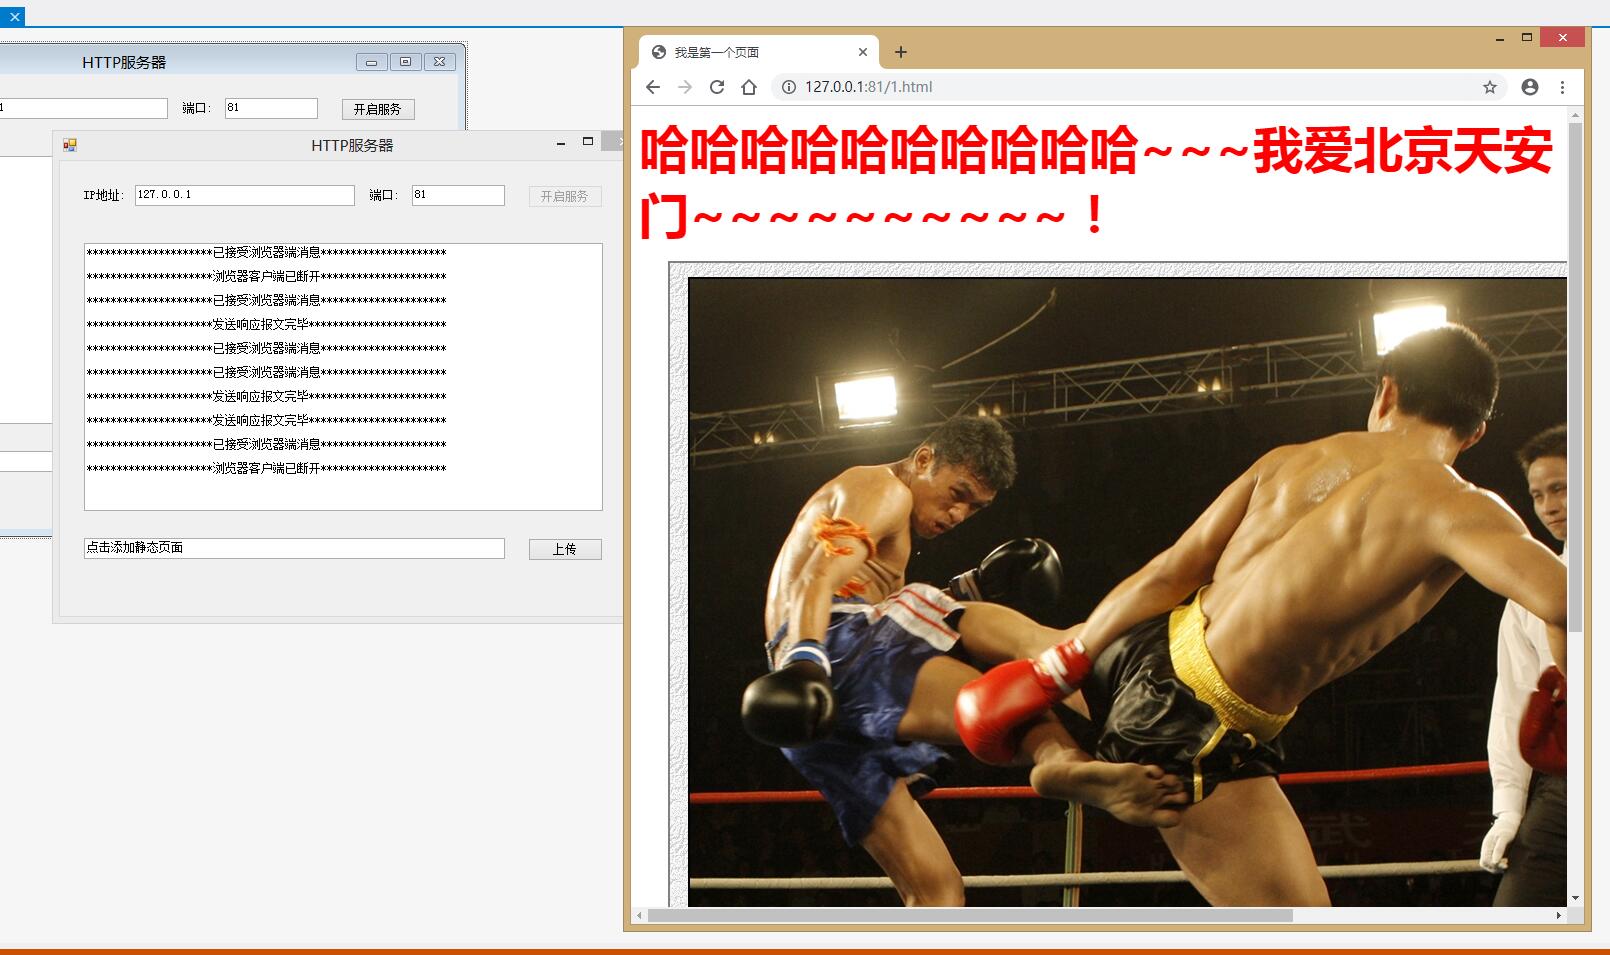 HTTP服务器
1
端口：
81
开启服务
HTTP服务器
IP地址：
127.0.0.1
端口：
81
开启服务
*********************已接受浏览器端消息*********************
*********************浏览器客户端已断开*********************
*********************已接受浏览器端消息*********************
*********************发送响应报文完毕***********************
*********************已接受浏览器端消息*********************
*********************已接受浏览器端消息*********************
*********************发送响应报文完毕***********************
*********************发送响应报文完毕***********************
*********************已接受浏览器端消息*********************
*********************浏览器客户端已断开*********************
点击添加静态页面
上传
我是第一个页面
127.0.0.1:81/1.html
哈哈哈哈哈哈哈哈哈哈~~~我爱北京天安
门~~~~~~~~~~！